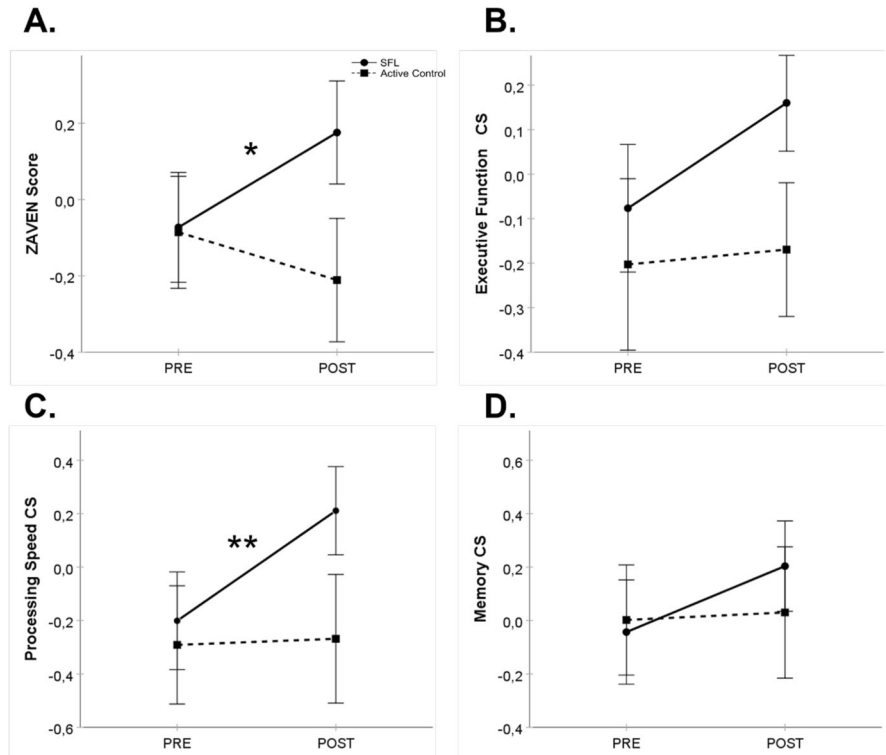 A.
SFL
Active Control
ZAVEN Score
0,2
0,0
-0,2
-0,4
*
PRE POST
B.
Executive Function CS
0,2
0,1
0,0
-0,1
-0,2
-0,3
-0,4
PRE POST
C.
Processing Speed CS
0,4
0,2
0,0
-0,2
-0,4
-0,6
**
PRE POST
D.
Memory CS
0,6
0,4
0,2
0,0
-0,2
-0,4
PRE POST